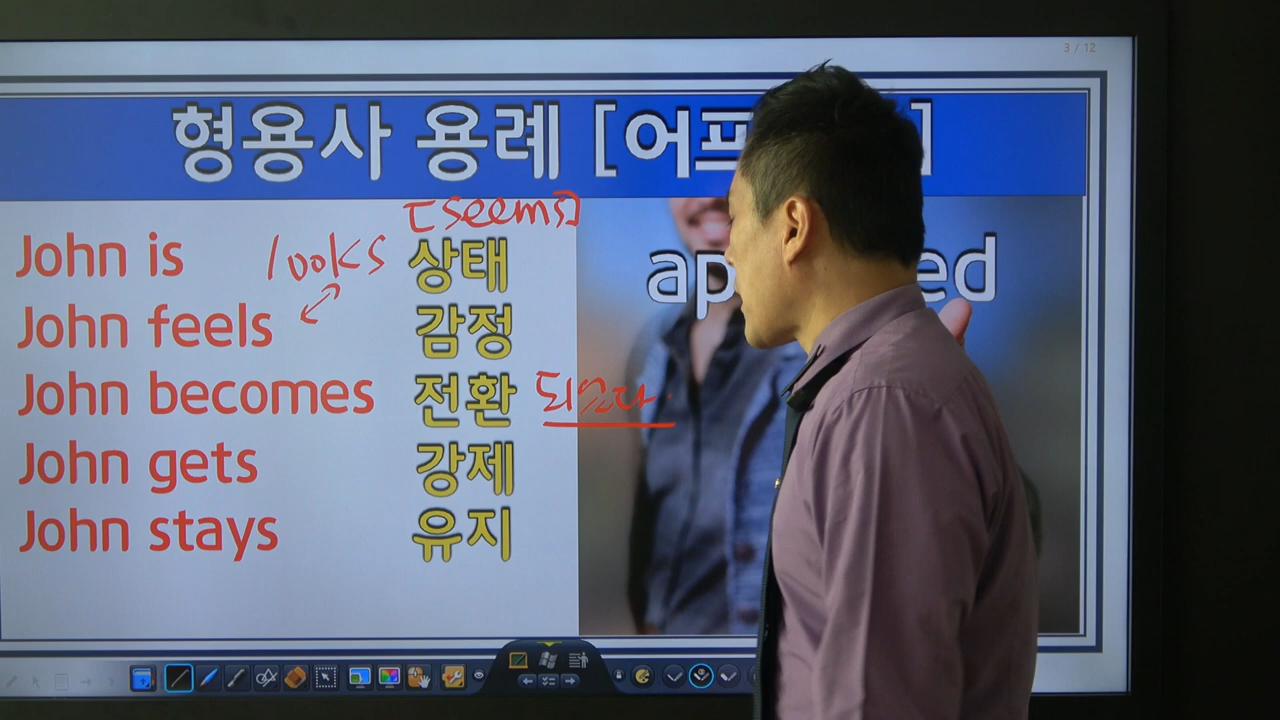 3 / 12
형용사 용례 [어프 ]
[seems]
John is looks 상태
John feels 감정
John becomes 전환 되었다.
John gets 강제
John stays 유지
ap ed